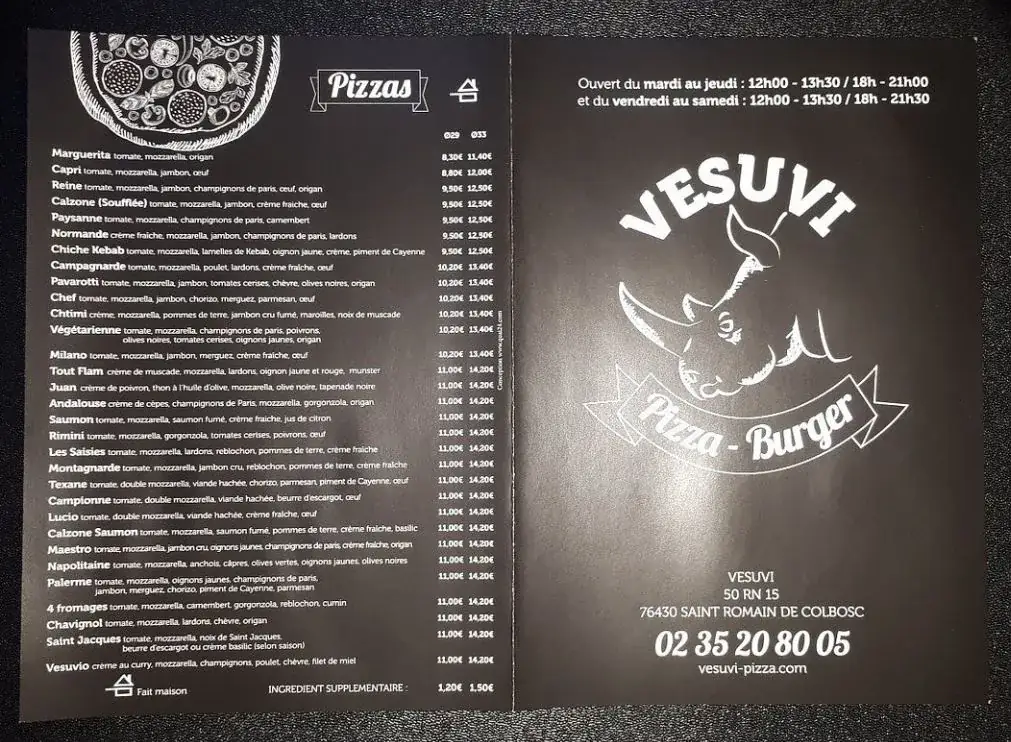 Pizzas
Ø29 Ø33
Marguerita tomate, mozzarella, origan 8,30€ 11,40€
Capri tomate, mozzarella, jambon, œuf 8,80€ 12,00€
Reine tomate, mozzarella, jambon, champignons de paris, œuf, origan 9,50€ 12,50€
Calzone (Soufflée) tomate, mozzarella, jambon, crème fraîche, œuf 9,50€ 12,50€
Paysanne tomate, mozzarella, champignons de paris, camembert 9,50€ 12,50€
Normande crème fraîche, mozzarella, jambon, champignons de paris, lardons 9,50€ 12,50€
Chiche Kebab tomate, mozzarella, lamelles de Kebab, oignon jaune, crème, piment de Cayenne 9,50€ 12,50€
Campagnarde tomate, mozzarella, poulet, lardons, crème fraîche, œuf 10,20€ 13,40€
Pavarotti tomate, mozzarella, jambon, tomates cerises, chèvre, olives noires, origan 10,20€ 13,40€
Chef tomate, mozzarella, jambon, chorizo, merguez, parmesan, œuf 10,20€ 13,40€
Chtimi crème, mozzarella, pommes de terre, jambon cru fumé, maroilles, noix de muscade 10,20€ 13,40€
Végétarienne tomate, mozzarella, champignons de paris, poivrons, 10,20€ 13,40€
olives noires, tomates cerises, oignons jaunes, origan
Milano tomate, mozzarella, jambon, merguez, crème fraîche, œuf 10,20€ 13,40€
Tout Flam crème de muscade, mozzarella, lardons, oignon jaune et rouge, munster 11,00€ 14,20€
Juan crème de poivron, thon à l'huile d'olive, mozzarella, olive noire, tapenade noire 11,00€ 14,20€
Andalouse crème de cèpes, champignons de Paris, mozzarella, gorgonzola, origan 11,00€ 14,20€
Saumon tomate, mozzarella, saumon fumé, crème fraiche, jus de citron 11,00€ 14,20€
Rimini tomate, mozzarella, gorgonzola, tomates cerises, poivrons, œuf 11,00€ 14,20€
Les Saisies tomate, mozzarella, lardons, reblochon, pommes de terre, crème fraîche 11,00€ 14,20€
Montagnarde tomate, mozzarella, jambon cru, reblochon, pommes de terre, crème fraîche 11,00€ 14,20€
Texane tomate, double mozzarella, viande hachée, chorizo, parmesan, piment de Cayenne, œuf 11,00€ 14,20€
Campionne tomate, double mozzarella, viande hachée, beurre d'escargot, œuf 11,00€ 14,20€
Lucio tomate, double mozzarella, viande hachée, crème fraîche, œuf 11,00€ 14,20€
Calzone Saumon tomate, mozzarella, saumon fumé, pommes de terre, crème fraîche, basilic 11,00€ 14,20€
Maestro tomate, mozzarella, jambon cru, oignons jaunes, champignons de paris, crème fraîche, origan 11,00€ 14,20€
Napolitaine tomate, mozzarella, anchois, câpres, olives vertes, oignons jaunes, olives noires 11,00€ 14,20€
Palerme tomate, mozzarella, oignons jaunes, champignons de paris, 11,00€ 14,20€
jambon, merguez, chorizo, piment de Cayenne, parmesan
4 fromages tomate, mozzarella, camembert, gorgonzola, reblochon, cumin 11,00€ 14,20€
Chavignol tomate, mozzarella, lardons, chèvre, origan 11,00€ 14,20€
Saint Jacques tomate, mozzarella, noix de Saint Jacques, 11,00€ 14,20€
beurre d'escargot ou crème basilic (selon saison)
Vesuvio crème au curry, mozzarella, champignons, poulet, chèvre, filet de miel 11,00€ 14,20€
Fait maison
INGREDIENT SUPPLEMENTAIRE : 1,20€ 1,50€
Ouvert du mardi au jeudi : 12h00 - 13h30 / 18h - 21h00
et du vendredi au samedi : 12h00 - 13h30 / 18h - 21h30
VESUVI
Pizza - Burger
VESUVI
50 RN 15
76430 SAINT ROMAIN DE COLBOSC
02 35 20 80 05
vesuvi-pizza.com